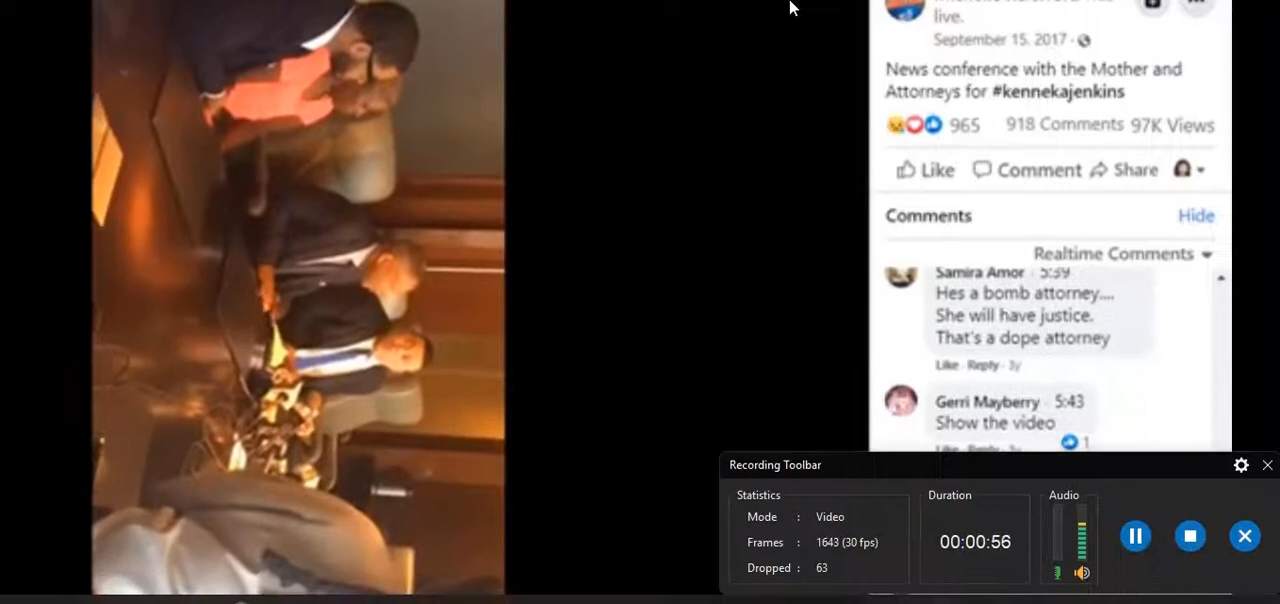 live.
September 15, 2017
News conference with the Mother and
Attorneys for #kennekajenkins
965 918 Comments 97K Views
Like Comment Share
Comments Hide
Realtime Comments
Samira Amor · 5:39
Hes a bomb attorney....
She will have justice.
That's a dope attorney
Like · Reply · 3y
Gerri Mayberry · 5:43
Show the video
1
Recording Toolbar
Statistics
Mode : Video
Frames : 1643 (30 fps)
Dropped : 63
Duration
00:00:56
Audio